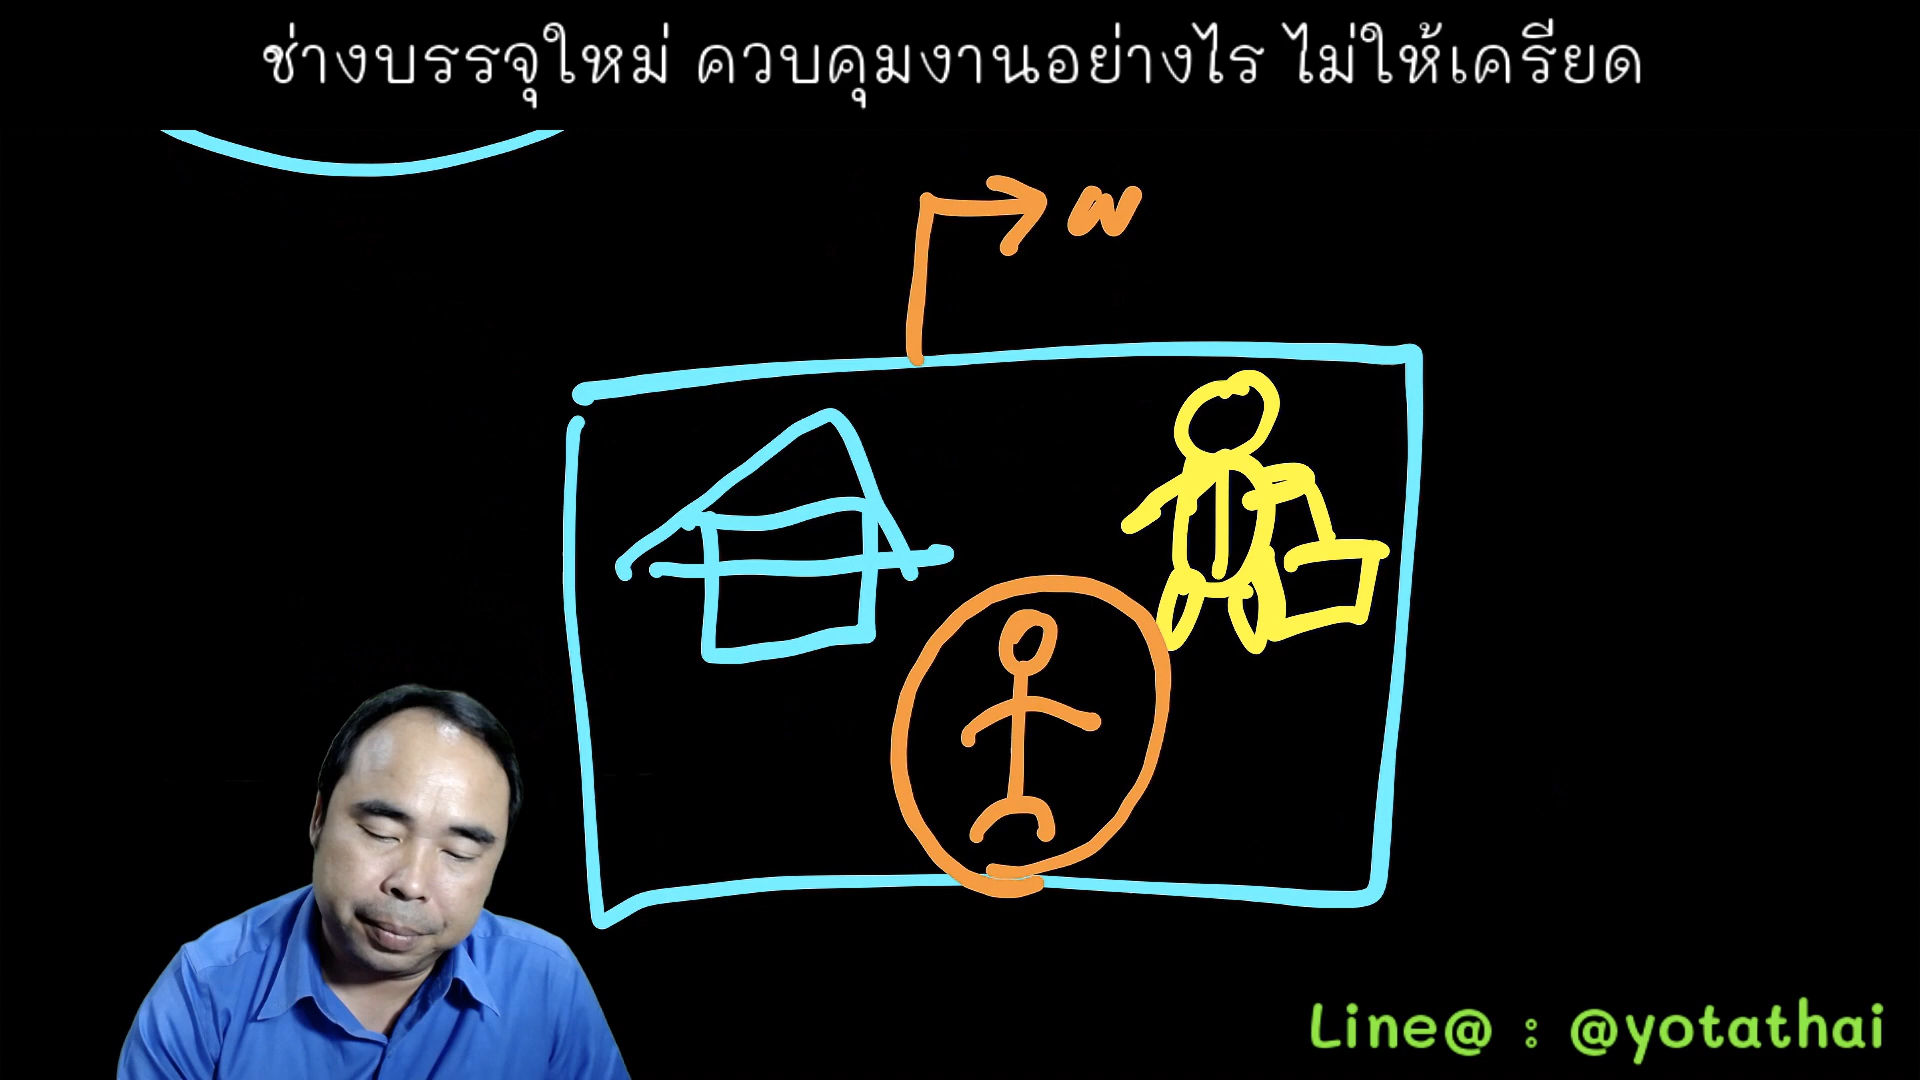 ช่างบรรจุใหม่ ควบคุมงานอย่างไร ไม่ให้เครียด
Line@ : @yotathai